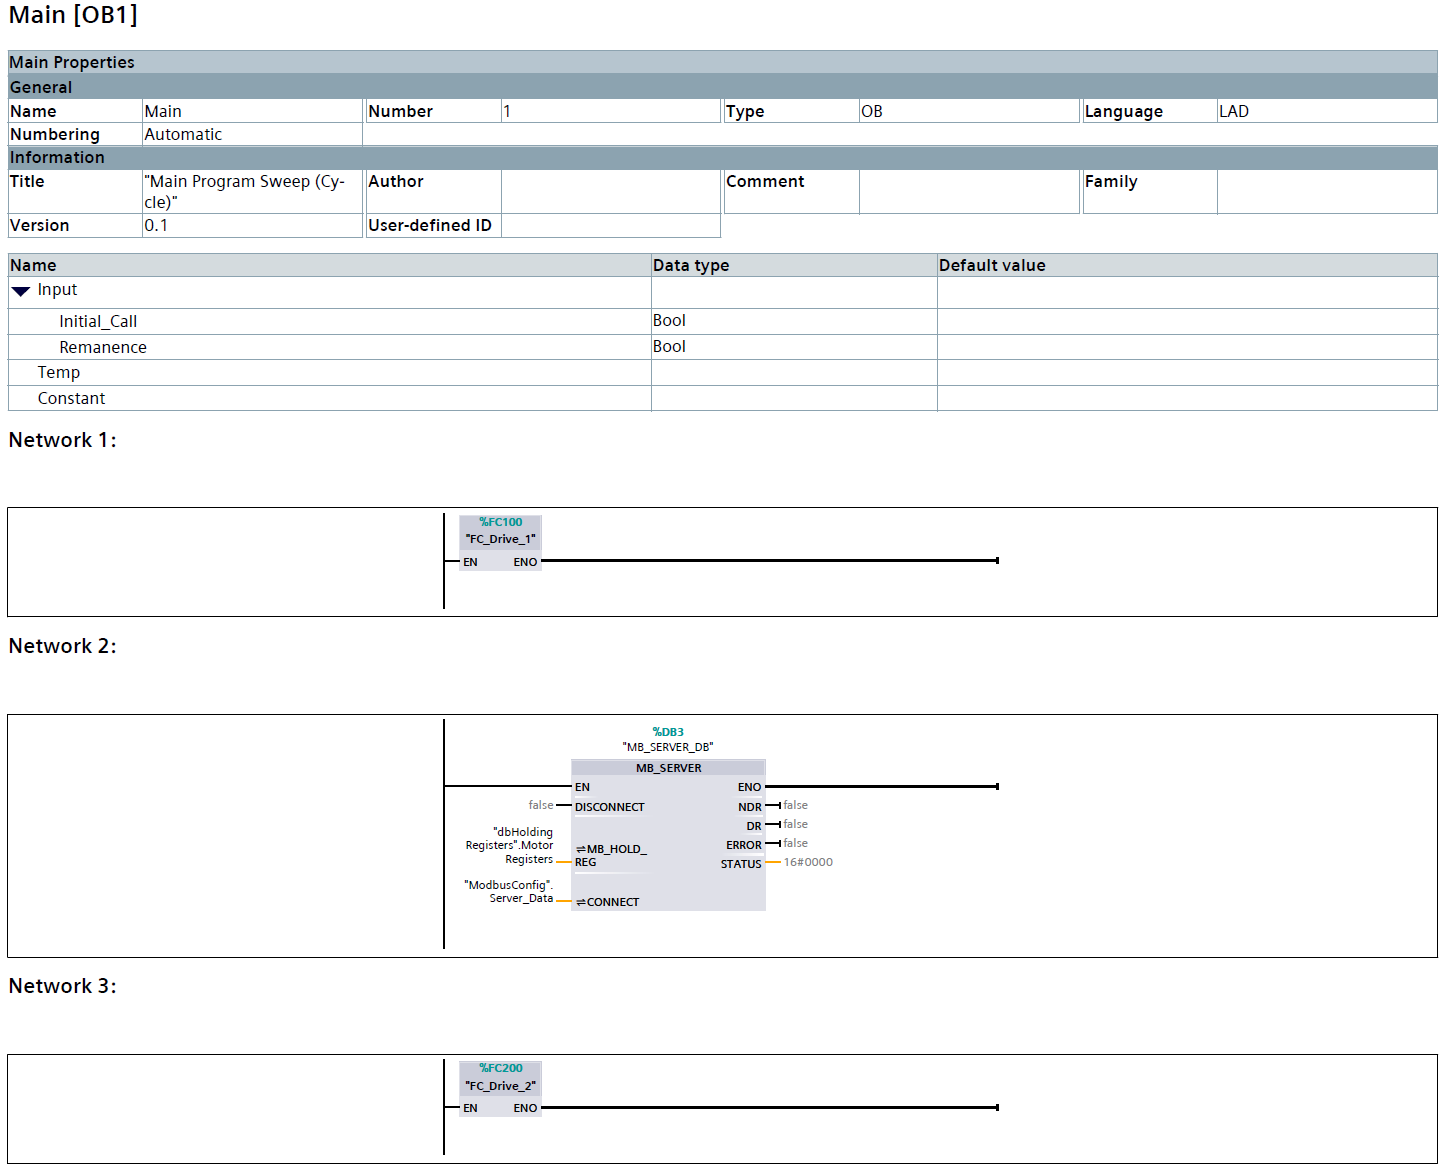 Main [OB1]
Main Properties
General
Name Main Number 1 Type OB Language LAD
Numbering Automatic
Information
Title "Main Program Sweep (Cy-
cle)" Author Comment Family
Version 0.1 User-defined ID
Name Data type Default value
Input
Initial_Call Bool
Remanence Bool
Temp
Constant
Network 1:
%FC100
"FC_Drive_1"
EN ENO
Network 2:
%DB3
"MB_SERVER_DB"
MB_SERVER
EN ENO
false DISCONNECT NDR false
DR false
"dbHolding
Registers".Motor
Registers
⇌MB_HOLD_
REG
ERROR false
STATUS 16#0000
"ModbusConfig".
Server_Data
⇌CONNECT
Network 3:
%FC200
"FC_Drive_2"
EN ENO